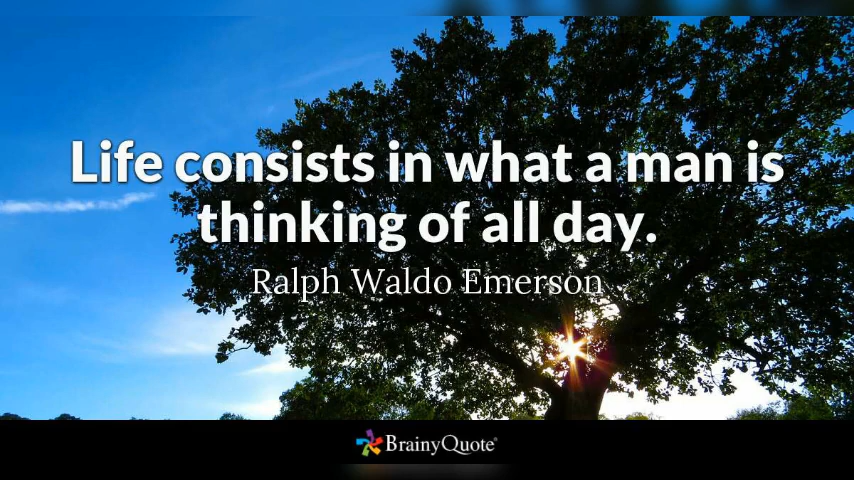 Life consists in what a man is
thinking of all day.
Ralph Waldo Emerson
BrainyQuote®